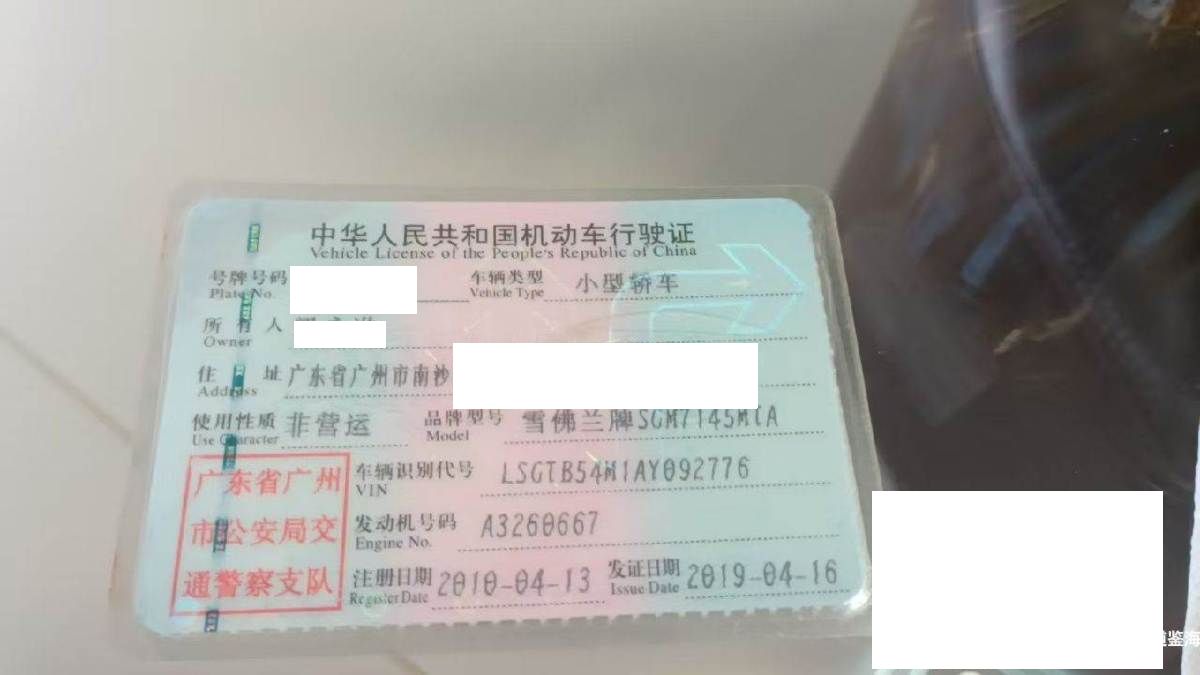 中华人民共和国机动车行驶证
Vehicle License of the People's Republic of China
号牌号码 车辆类型 小型轿车
Plate No. Vehicle Type
所有人
Owner
住址 广东省广州市南沙
Address
使用性质 非营运 品牌型号 雪佛兰牌SGM7145MTA
Use Character Model
车辆识别代号 LSGTB54M1AY092776
VIN
发动机号码 A3260667
Engine No.
注册日期 2010-04-13 发证日期 2019-04-16
Register Date Issue Date
广东省广州
市公安局交
通警察支队